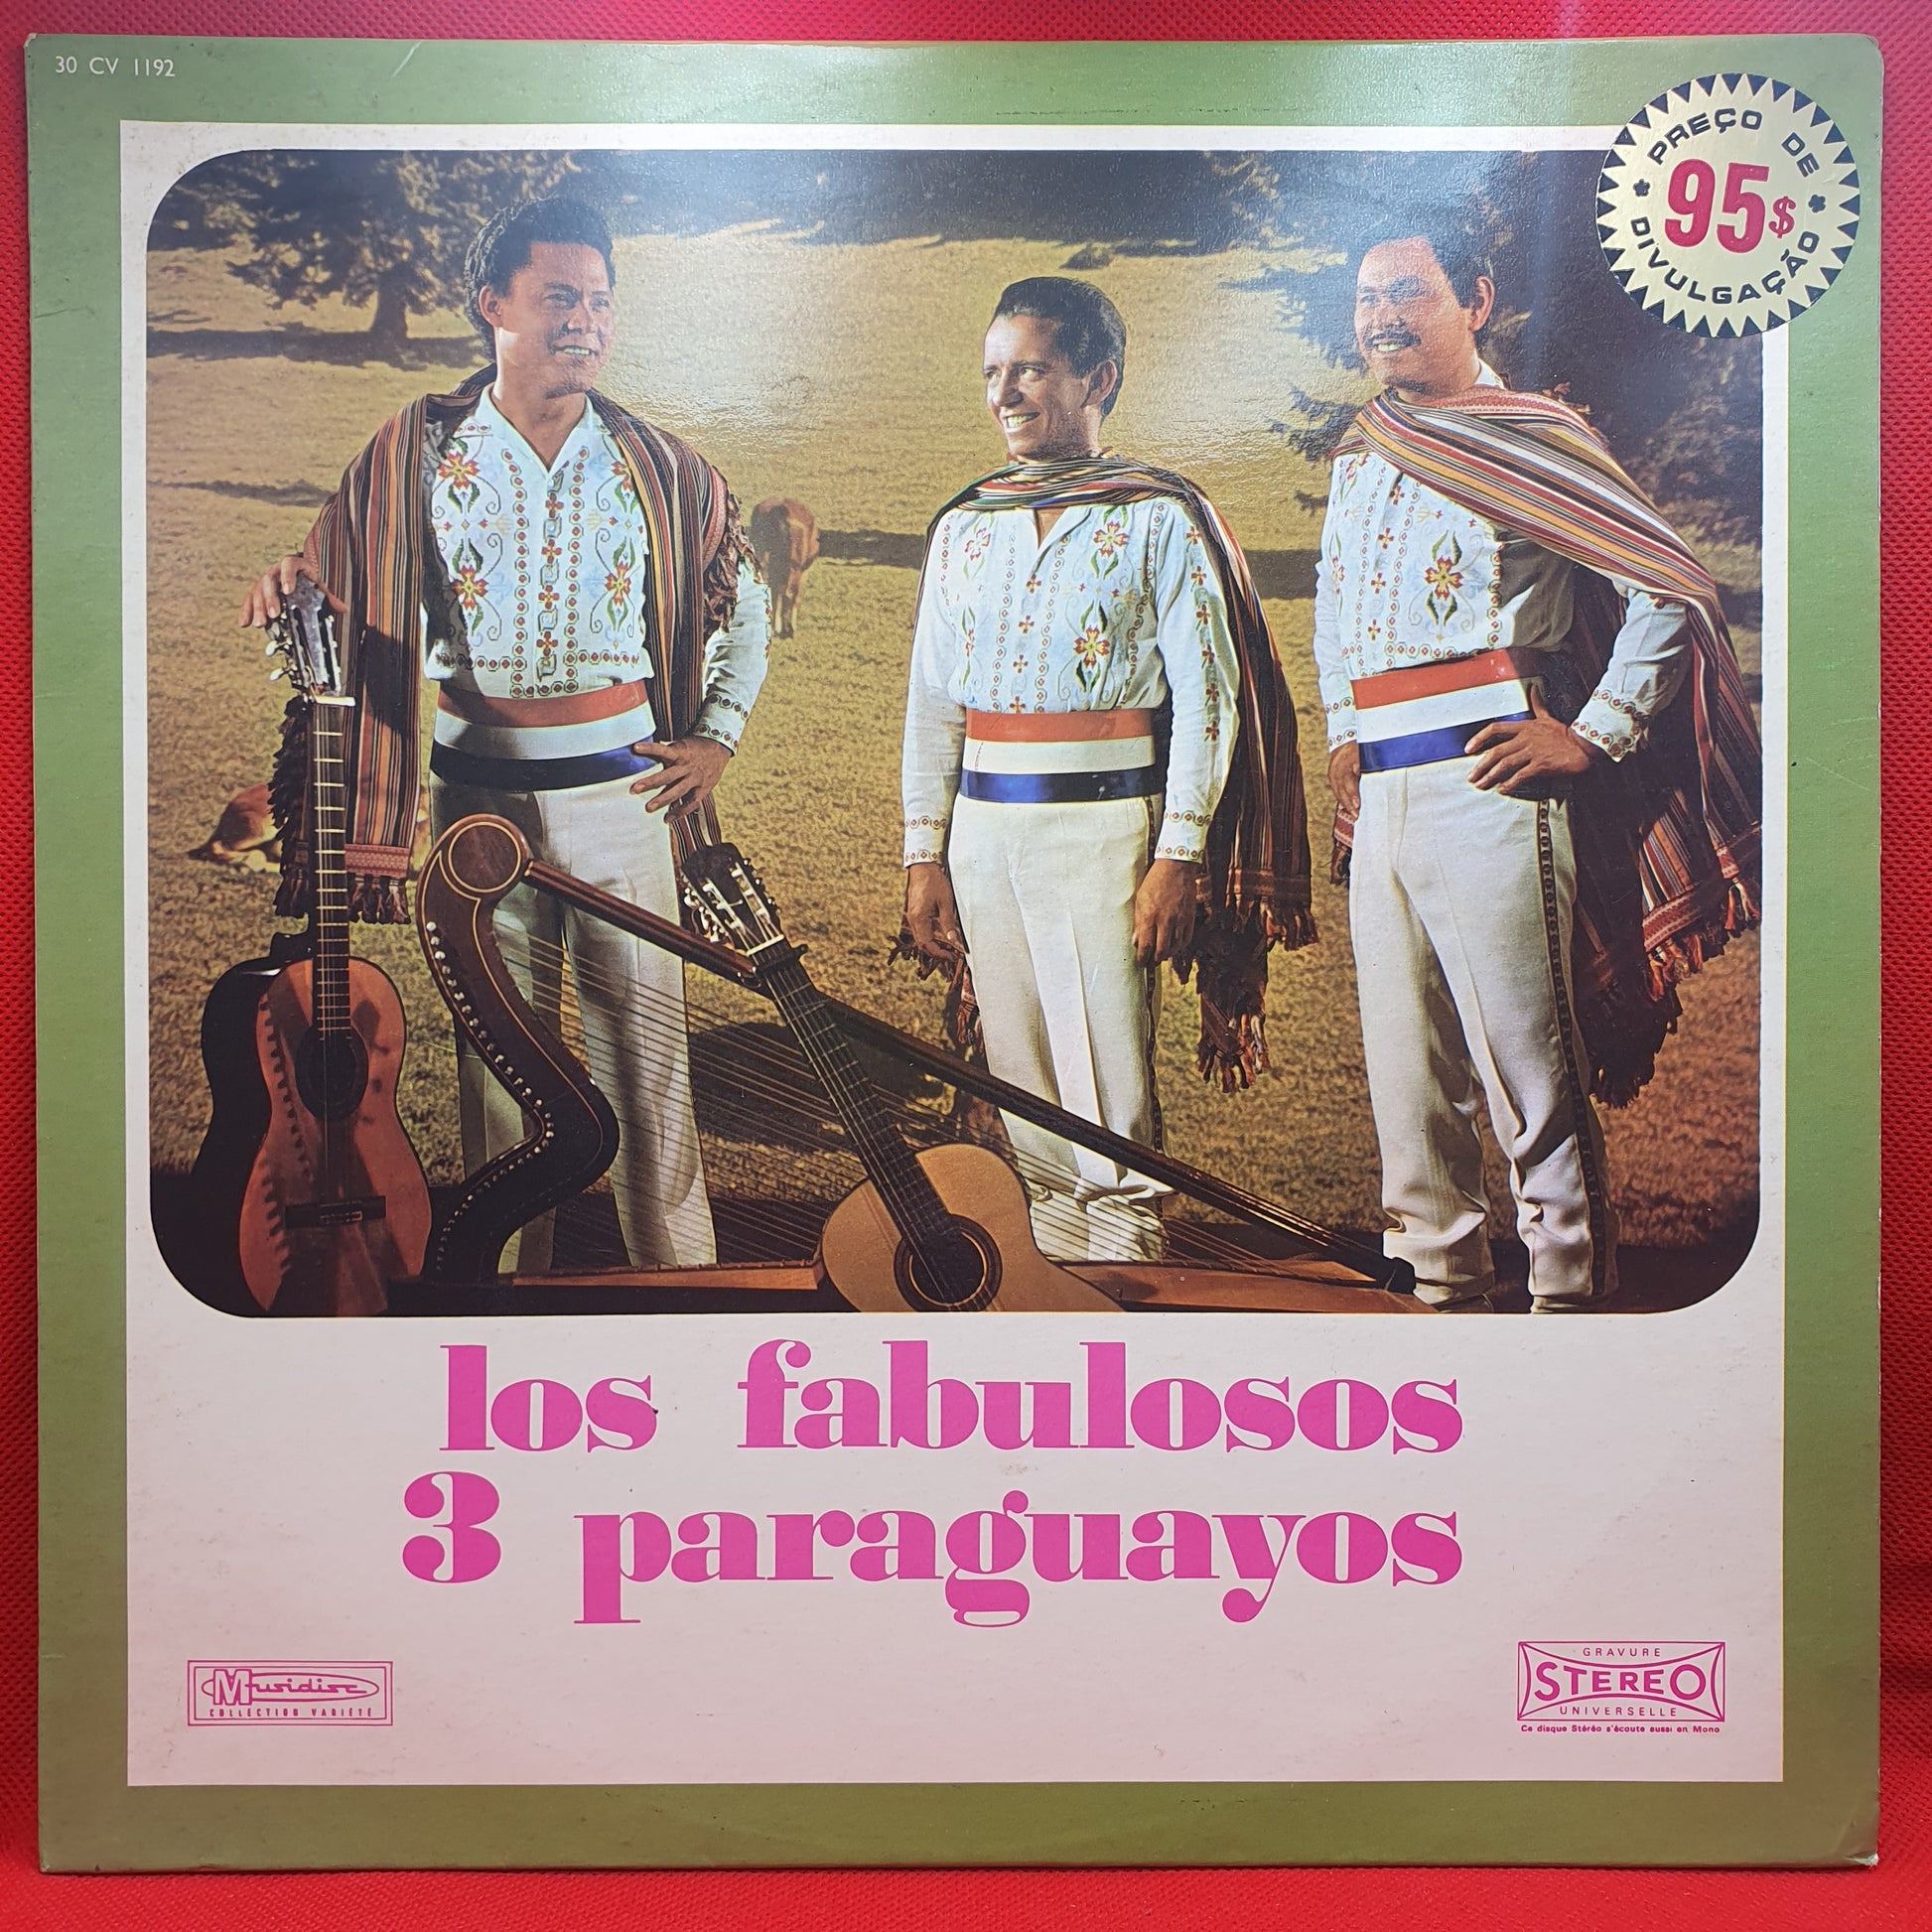 30 CV 1192
PREÇO DE
95$
DIVULGAÇÃO
los fabulosos
3 paraguayos
Musidisc
COLLECTION VARIÉTÉ
GRAVURE
STEREO
UNIVERSELLE
Ce disque Stéréo s'écoute aussi en Mono